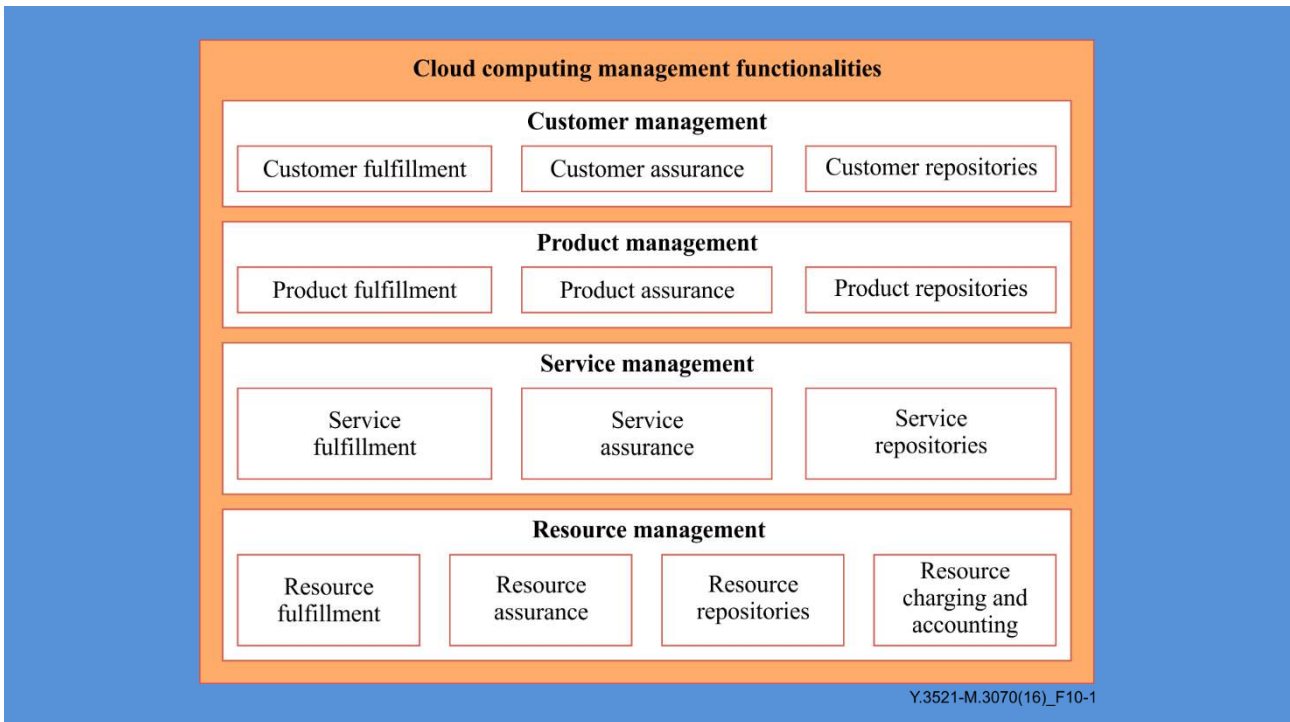 Cloud computing management functionalities
Customer management
Customer fulfillment
Customer assurance
Customer repositories
Product management
Product fulfillment
Product assurance
Product repositories
Service management
Service
fulfillment
Service
assurance
Service
repositories
Resource management
Resource
fulfillment
Resource
assurance
Resource
repositories
Resource
charging and
accounting
Y.3521-M.3070(16)_F10-1